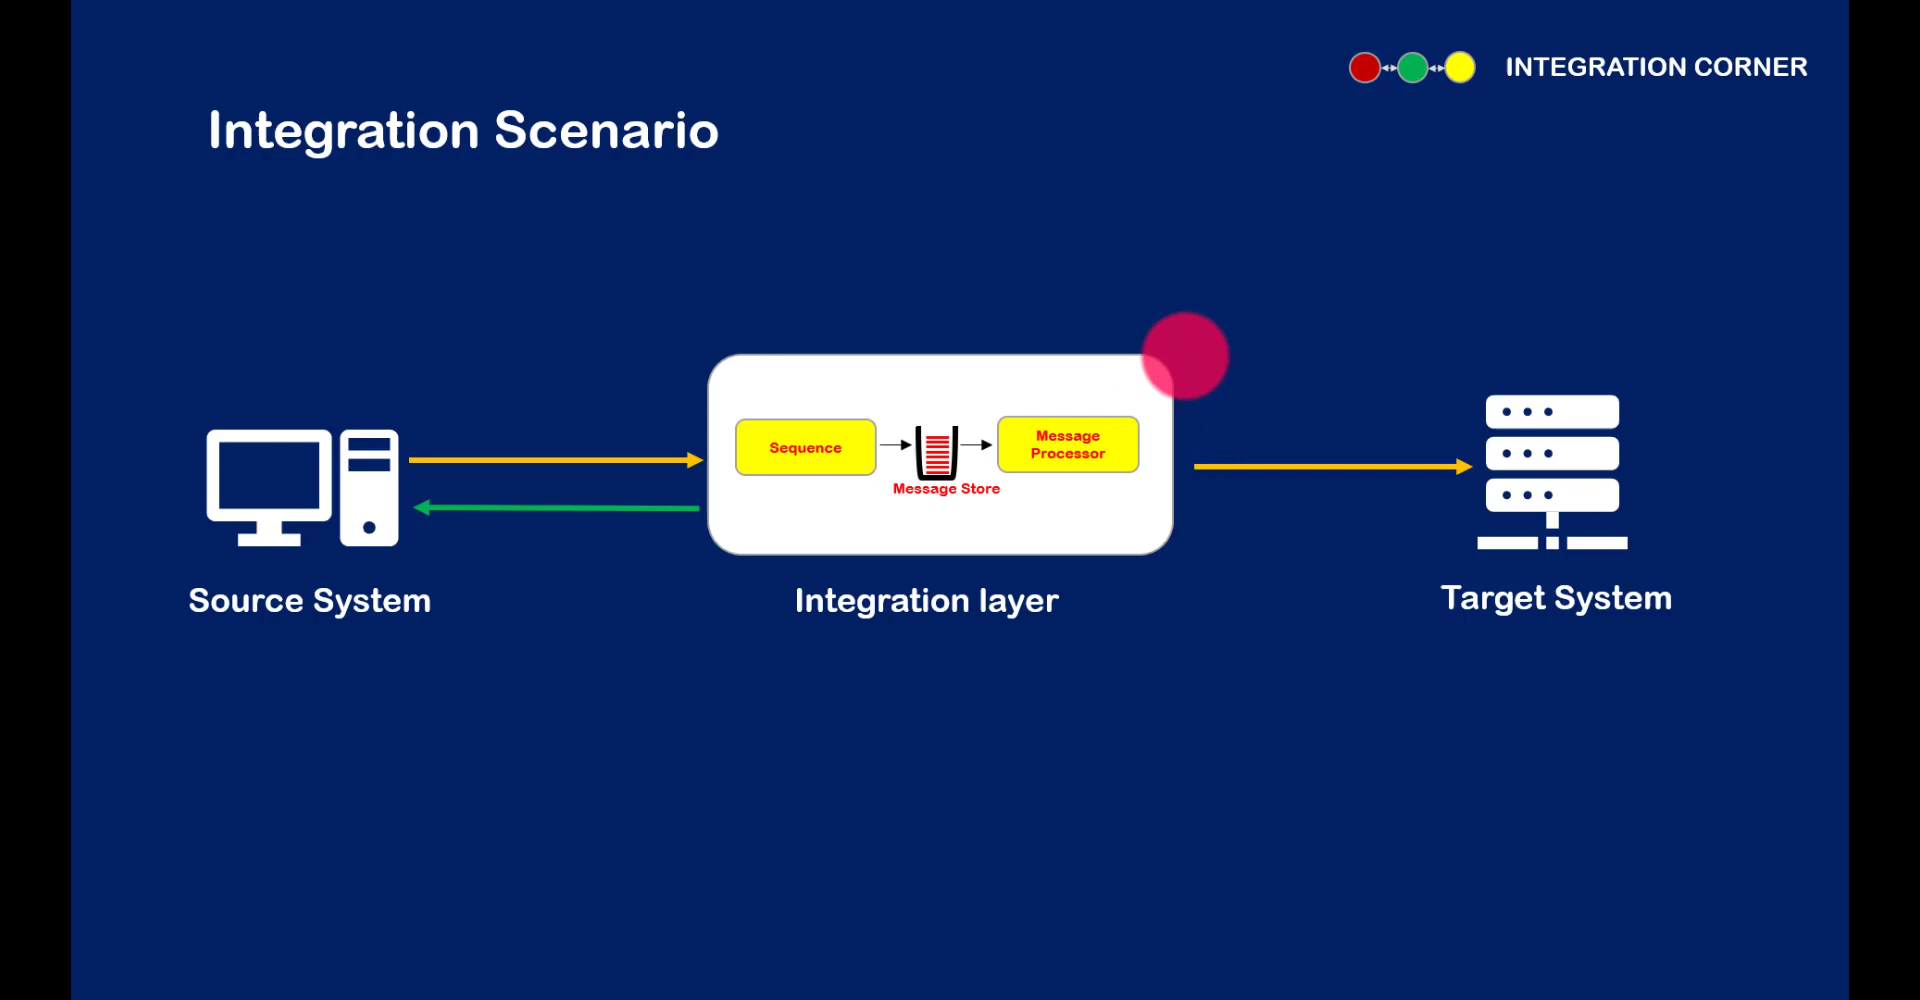 INTEGRATION CORNER
Integration Scenario
Sequence
Message
Processor
Message Store
Source System
Integration layer
Target System